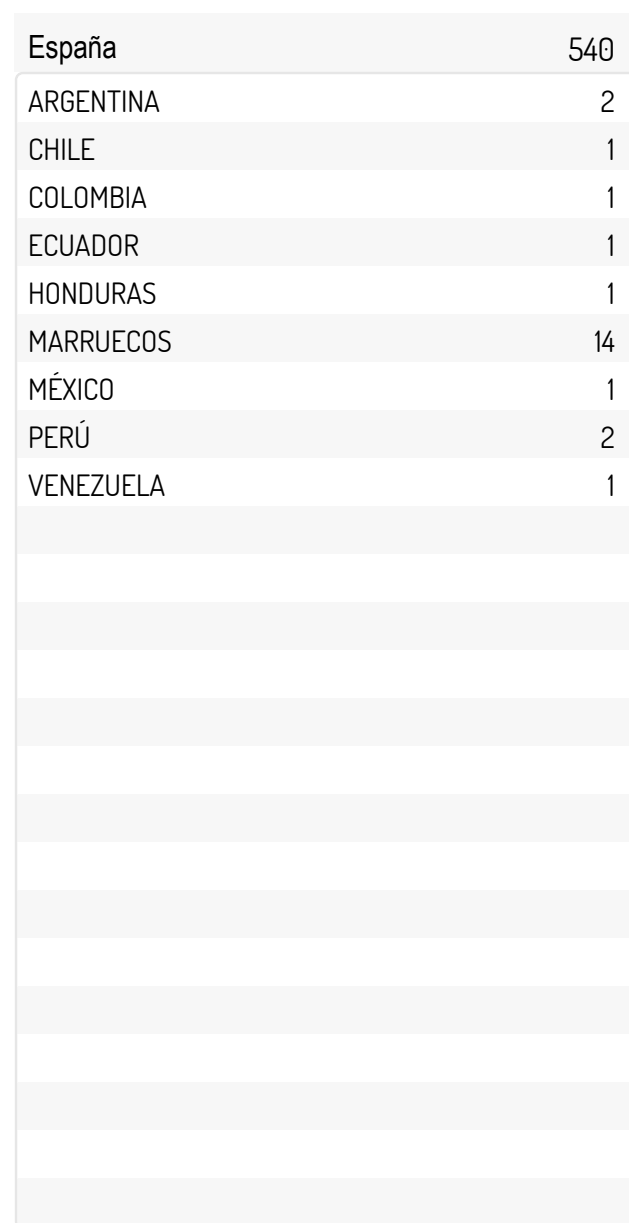 España 540
ARGENTINA 2
CHILE 1
COLOMBIA 1
ECUADOR 1
HONDURAS 1
MARRUECOS 14
MÉXICO 1
PERÚ 2
VENEZUELA 1